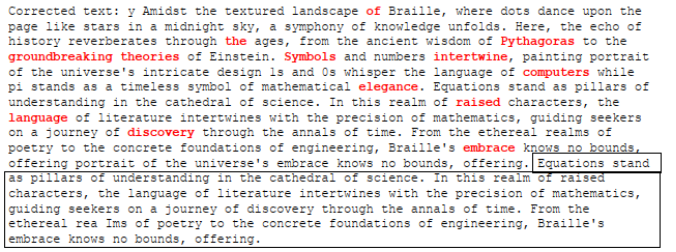 Corrected text: y Amidst the textured landscape of Braille, where dots dance upon the
page like stars in a midnight sky, a symphony of knowledge unfolds. Here, the echo of
history reverberates through the ages, from the ancient wisdom of Pythagoras to the
groundbreaking theories of Einstein. Symbols and numbers intertwine, painting portrait
of the universe's intricate design 1s and 0s whisper the language of computers while
pi stands as a timeless symbol of mathematical elegance. Equations stand as pillars of
understanding in the cathedral of science. In this realm of raised characters, the
language of literature intertwines with the precision of mathematics, guiding seekers
on a journey of discovery through the annals of time. From the ethereal realms of
poetry to the concrete foundations of engineering, Braille's embrace knows no bounds,
offering portrait of the universe's embrace knows no bounds, offering. Equations stand
as pillars of understanding in the cathedral of science. In this realm of raised
characters, the language of literature intertwines with the precision of mathematics,
guiding seekers on a journey of discovery through the annals of time. From the
ethereal rea Ims of poetry to the concrete foundations of engineering, Braille's
embrace knows no bounds, offering.